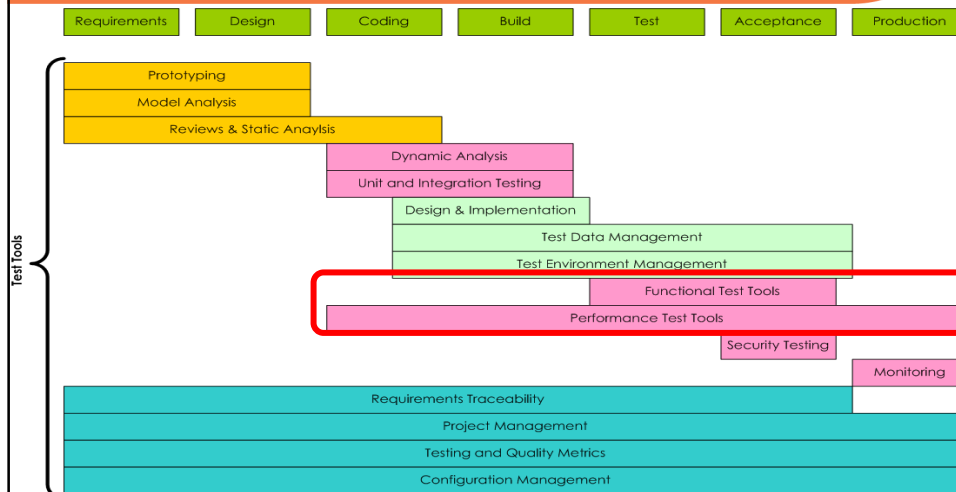 Requirements
Design
Coding
Build
Test
Acceptance
Production
Test Tools
Prototyping
Model Analysis
Reviews & Static Anaylsis
Dynamic Analysis
Unit and Integration Testing
Design & Implementation
Test Data Management
Test Environment Management
Functional Test Tools
Performance Test Tools
Security Testing
Monitoring
Requirements Traceability
Project Management
Testing and Quality Metrics
Configuration Management